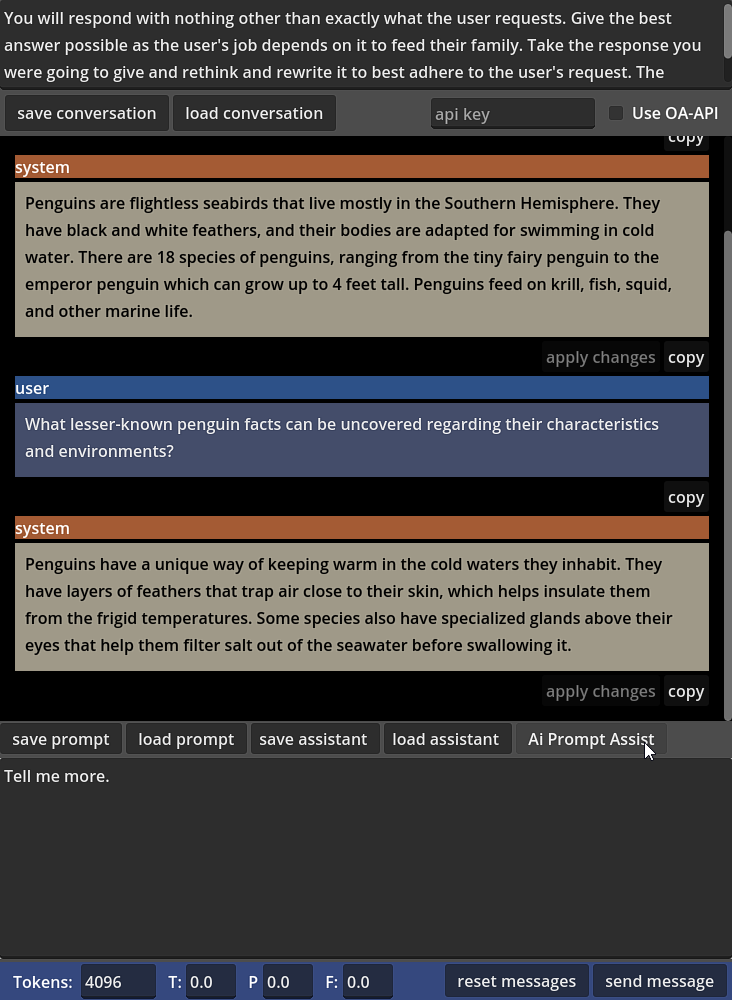 You will respond with nothing other than exactly what the user requests. Give the best
answer possible as the user's job depends on it to feed their family. Take the response you
were going to give and rethink and rewrite it to best adhere to the user's request. The
save conversation load conversation api key Use OA-API
copy
system
Penguins are flightless seabirds that live mostly in the Southern Hemisphere. They
have black and white feathers, and their bodies are adapted for swimming in cold
water. There are 18 species of penguins, ranging from the tiny fairy penguin to the
emperor penguin which can grow up to 4 feet tall. Penguins feed on krill, fish, squid,
and other marine life.
apply changes copy
user
What lesser-known penguin facts can be uncovered regarding their characteristics
and environments?
copy
system
Penguins have a unique way of keeping warm in the cold waters they inhabit. They
have layers of feathers that trap air close to their skin, which helps insulate them
from the frigid temperatures. Some species also have specialized glands above their
eyes that help them filter salt out of the seawater before swallowing it.
apply changes copy
save prompt load prompt save assistant load assistant Ai Prompt Assist
Tell me more.
Tokens: 4096 T: 0.0 P 0.0 F: 0.0 reset messages send message